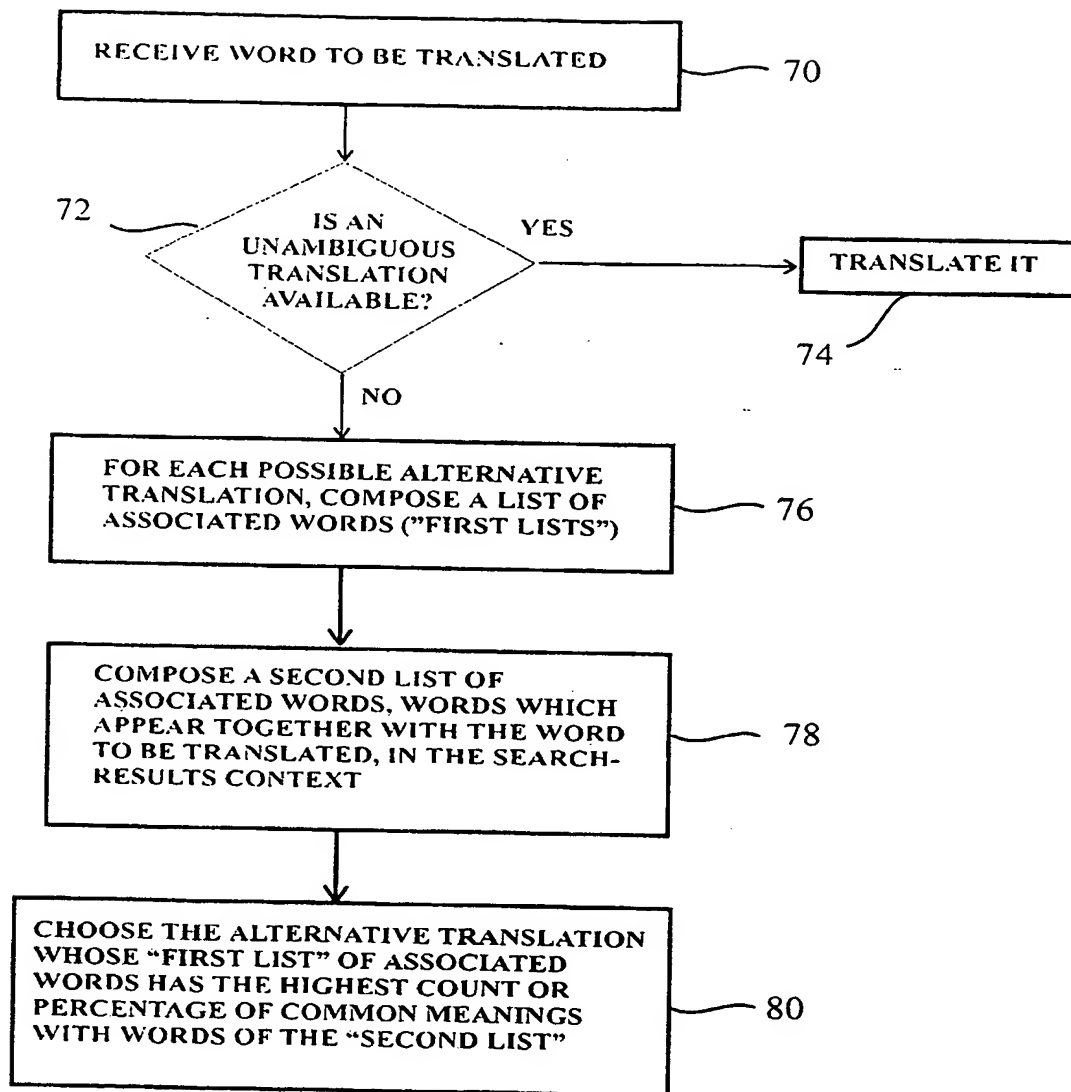 RECEIVE WORD TO BE TRANSLATED
70
72
IS AN
UNAMBIGUOUS
TRANSLATION
AVAILABLE?
YES
TRANSLATE IT
74
NO
FOR EACH POSSIBLE ALTERNATIVE
TRANSLATION, COMPOSE A LIST OF
ASSOCIATED WORDS ("FIRST LISTS")
76
COMPOSE A SECOND LIST OF
ASSOCIATED WORDS, WORDS WHICH
APPEAR TOGETHER WITH THE WORD
TO BE TRANSLATED, IN THE SEARCH-
RESULTS CONTEXT
78
CHOOSE THE ALTERNATIVE TRANSLATION
WHOSE "FIRST LIST" OF ASSOCIATED
WORDS HAS THE HIGHEST COUNT OR
PERCENTAGE OF COMMON MEANINGS
WITH WORDS OF THE "SECOND LIST"
80